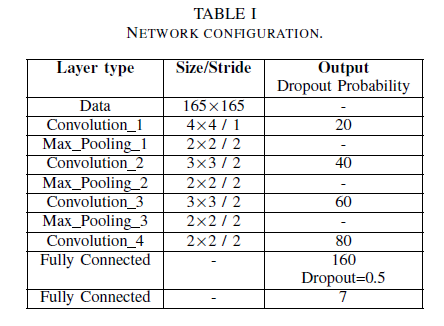 TABLE I
NETWORK CONFIGURATION.
Layer type Size/Stride Output
Dropout Probability
Data 165×165 -
Convolution_1 4×4 / 1 20
Max_Pooling_1 2×2 / 2 -
Convolution_2 3×3 / 2 40
Max_Pooling_2 2×2 / 2 -
Convolution_3 3×3 / 2 60
Max_Pooling_3 2×2 / 2 -
Convolution_4 2×2 / 2 80
Fully Connected - 160
Dropout=0.5
Fully Connected - 7